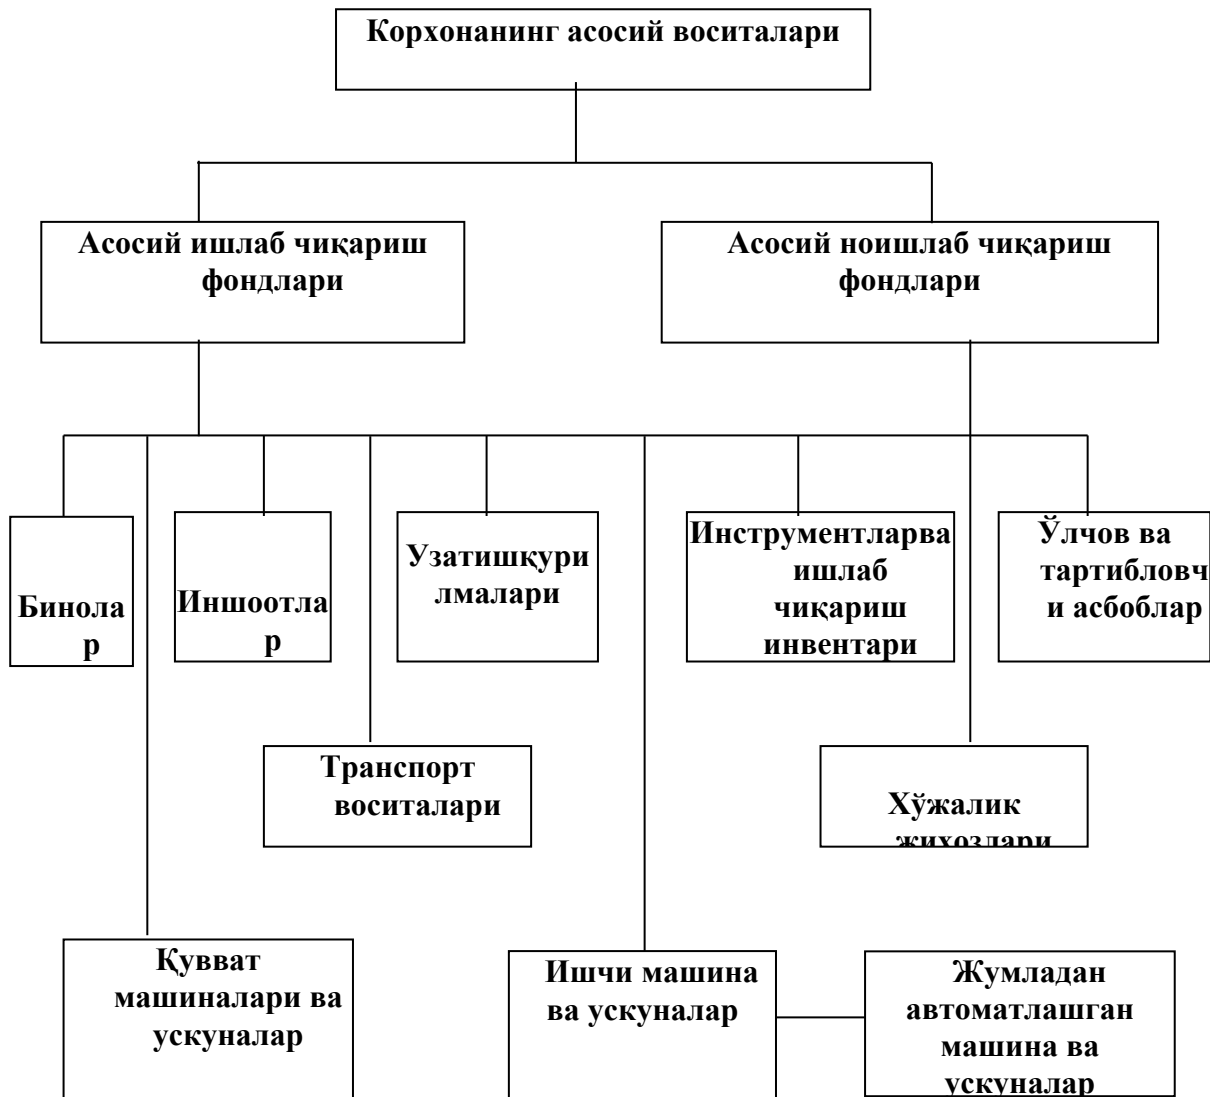 Корхонанинг асосий воситалари
Асосий ишлаб чиқариш
фондлари
Асосий ноишлаб чиқариш
фондлари
Бинола
р
Иншоотла
р
Узатишқури
лмалари
Инструментларва
ишлаб
чиқариш
инвентари
Ўлчов ва
тартибловч
и асбоблар
Транспорт
воситалари
Хўжалик
жихозлари
Қувват
машиналари ва
ускуналар
Ишчи машина
ва ускуналар
Жумладан
автоматлашган
машина ва
ускуналар